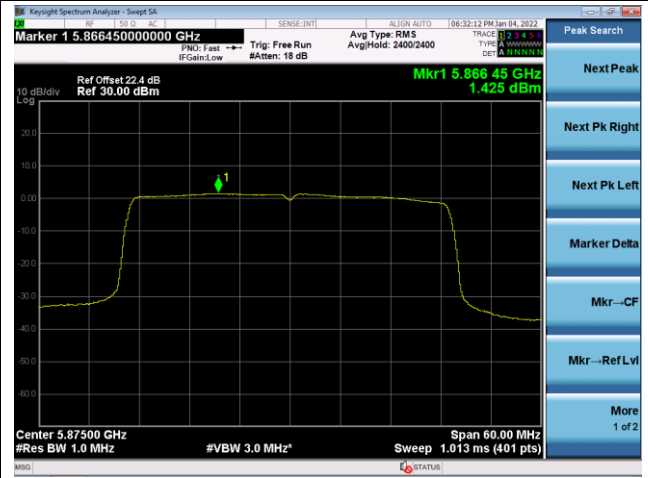 Keysight Spectrum Analyzer - Swept SA
LXI RF 50 Ω AC SENSE:INT ALIGN AUTO 06:32:12 PM Jan 04, 2022
Marker 1 5.866450000000 GHz
PNO: Fast
IFGain:Low
Trig: Free Run
#Atten: 18 dB
Avg Type: RMS
Avg|Hold: 2400/2400
TRACE 1 2 3 4 5 6
TYPE A WWWWW
DET A N N N N N
Peak Search
Mkr1 5.866 45 GHz
1.425 dBm
Ref Offset 22.4 dB
10 dB/div Ref 30.00 dBm
Log
20.0
10.0
0.00
-10.0
-20.0
-30.0
-40.0
-50.0
-60.0
1
Center 5.87500 GHz
Span 60.00 MHz
#Res BW 1.0 MHz
#VBW 3.0 MHz*
Sweep 1.013 ms (401 pts)
MSG
STATUS
Next Peak
Next Pk Right
Next Pk Left
Marker Delta
Mkr→CF
Mkr→Ref Lvl
More
1 of 2